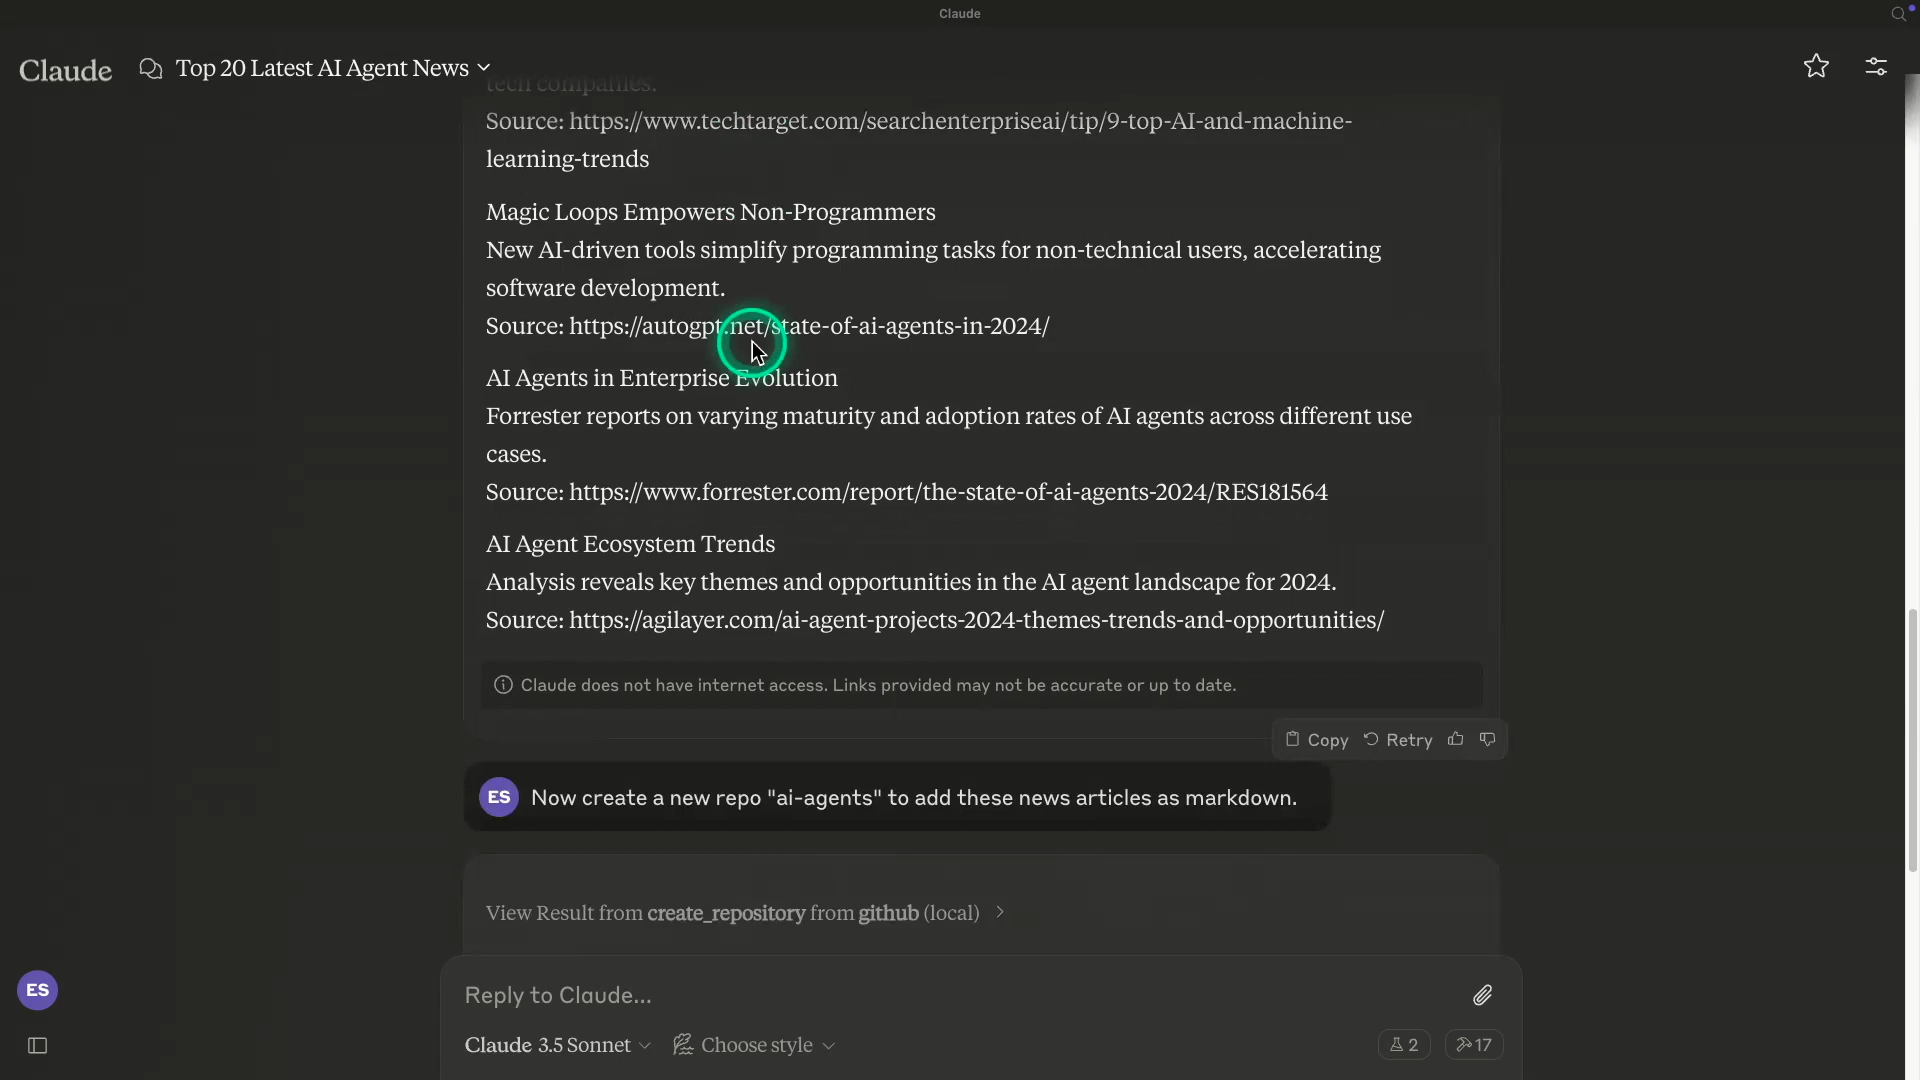 Claude
Claude
Top 20 Latest AI Agent News
tech companies.
Source: https://www.techtarget.com/searchenterpriseai/tip/9-top-AI-and-machine-
learning-trends
Magic Loops Empowers Non-Programmers
New AI-driven tools simplify programming tasks for non-technical users, accelerating
software development.
Source: https://autogpt.net/state-of-ai-agents-in-2024/
AI Agents in Enterprise Evolution
Forrester reports on varying maturity and adoption rates of AI agents across different use
cases.
Source: https://www.forrester.com/report/the-state-of-ai-agents-2024/RES181564
AI Agent Ecosystem Trends
Analysis reveals key themes and opportunities in the AI agent landscape for 2024.
Source: https://agilayer.com/ai-agent-projects-2024-themes-trends-and-opportunities/
Claude does not have internet access. Links provided may not be accurate or up to date.
Copy Retry
ES Now create a new repo "ai-agents" to add these news articles as markdown.
View Result from create_repository from github (local)
ES
Reply to Claude...
Claude 3.5 Sonnet Choose style 2 17